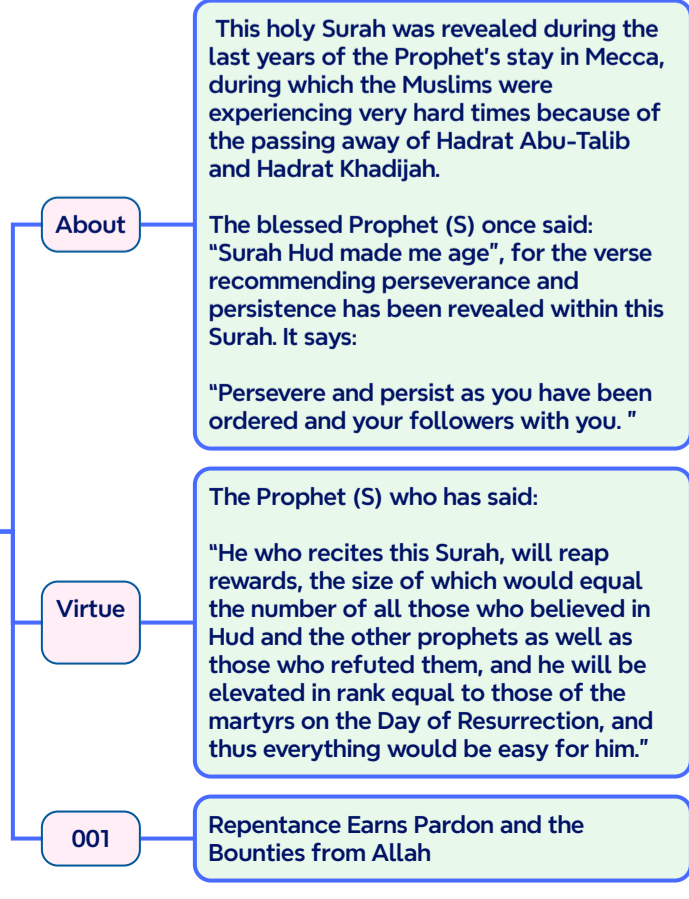 About
This holy Surah was revealed during the
last years of the Prophet's stay in Mecca,
during which the Muslims were
experiencing very hard times because of
the passing away of Hadrat Abu-Talib
and Hadrat Khadijah.
The blessed Prophet (S) once said:
“Surah Hud made me age”, for the verse
recommending perseverance and
persistence has been revealed within this
Surah. It says:
“Persevere and persist as you have been
ordered and your followers with you. ”
Virtue
The Prophet (S) who has said:
“He who recites this Surah, will reap
rewards, the size of which would equal
the number of all those who believed in
Hud and the other prophets as well as
those who refuted them, and he will be
elevated in rank equal to those of the
martyrs on the Day of Resurrection, and
thus everything would be easy for him.”
001
Repentance Earns Pardon and the
Bounties from Allah